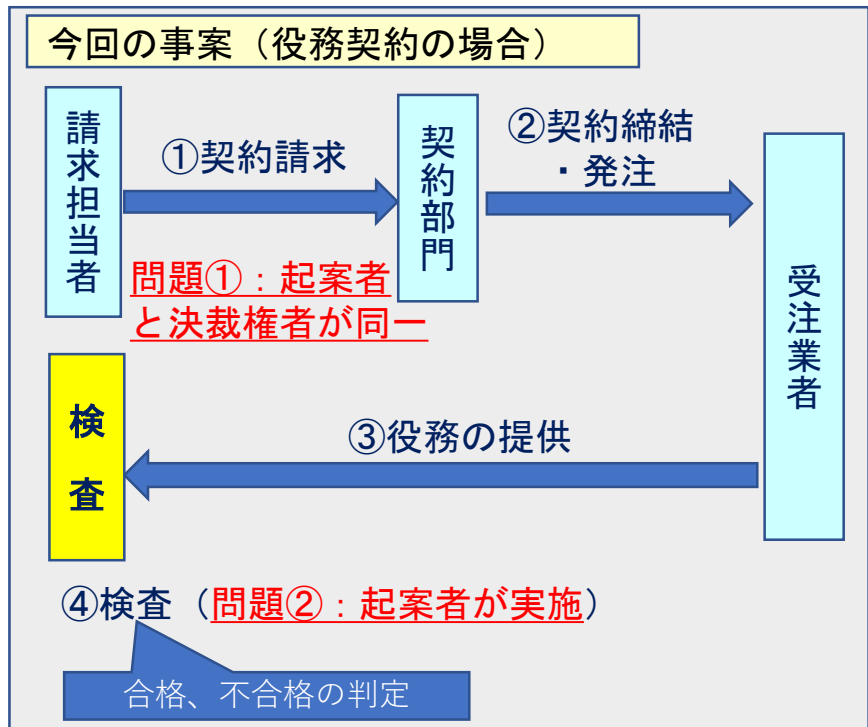 今回の事案（役務契約の場合）
請求担当者
①契約請求
契約部門
②契約締結
・発注
受注業者
問題①：起案者
と決裁権者が同一
③役務の提供
検査
④検査（問題②：起案者が実施）
合格、不合格の判定